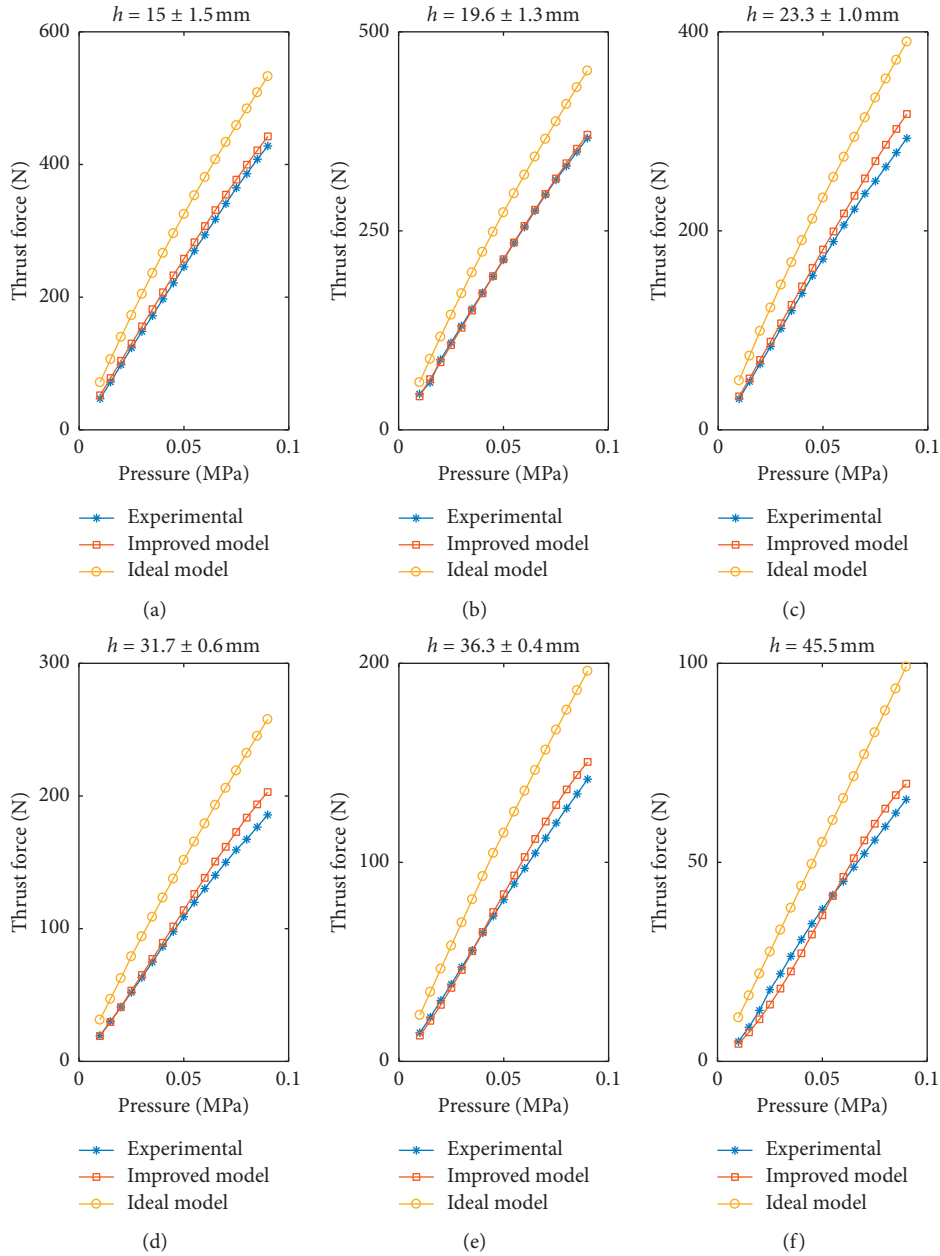 h = 15 ± 1.5 mm
600
400
200
0
Thrust force (N)
0
0.05
0.1
Pressure (MPa)
Experimental
Improved model
Ideal model
(a)
h = 19.6 ± 1.3 mm
500
250
0
Thrust force (N)
0
0.05
0.1
Pressure (MPa)
Experimental
Improved model
Ideal model
(b)
h = 23.3 ± 1.0 mm
400
200
0
Thrust force (N)
0
0.05
0.1
Pressure (MPa)
Experimental
Improved model
Ideal model
(c)
h = 31.7 ± 0.6 mm
300
200
100
0
Thrust force (N)
0
0.05
0.1
Pressure (MPa)
Experimental
Improved model
Ideal model
(d)
h = 36.3 ± 0.4 mm
200
100
0
Thrust force (N)
0
0.05
0.1
Pressure (MPa)
Experimental
Improved model
Ideal model
(e)
h = 45.5 mm
100
50
0
Thrust force (N)
0
0.05
0.1
Pressure (MPa)
Experimental
Improved model
Ideal model
(f)